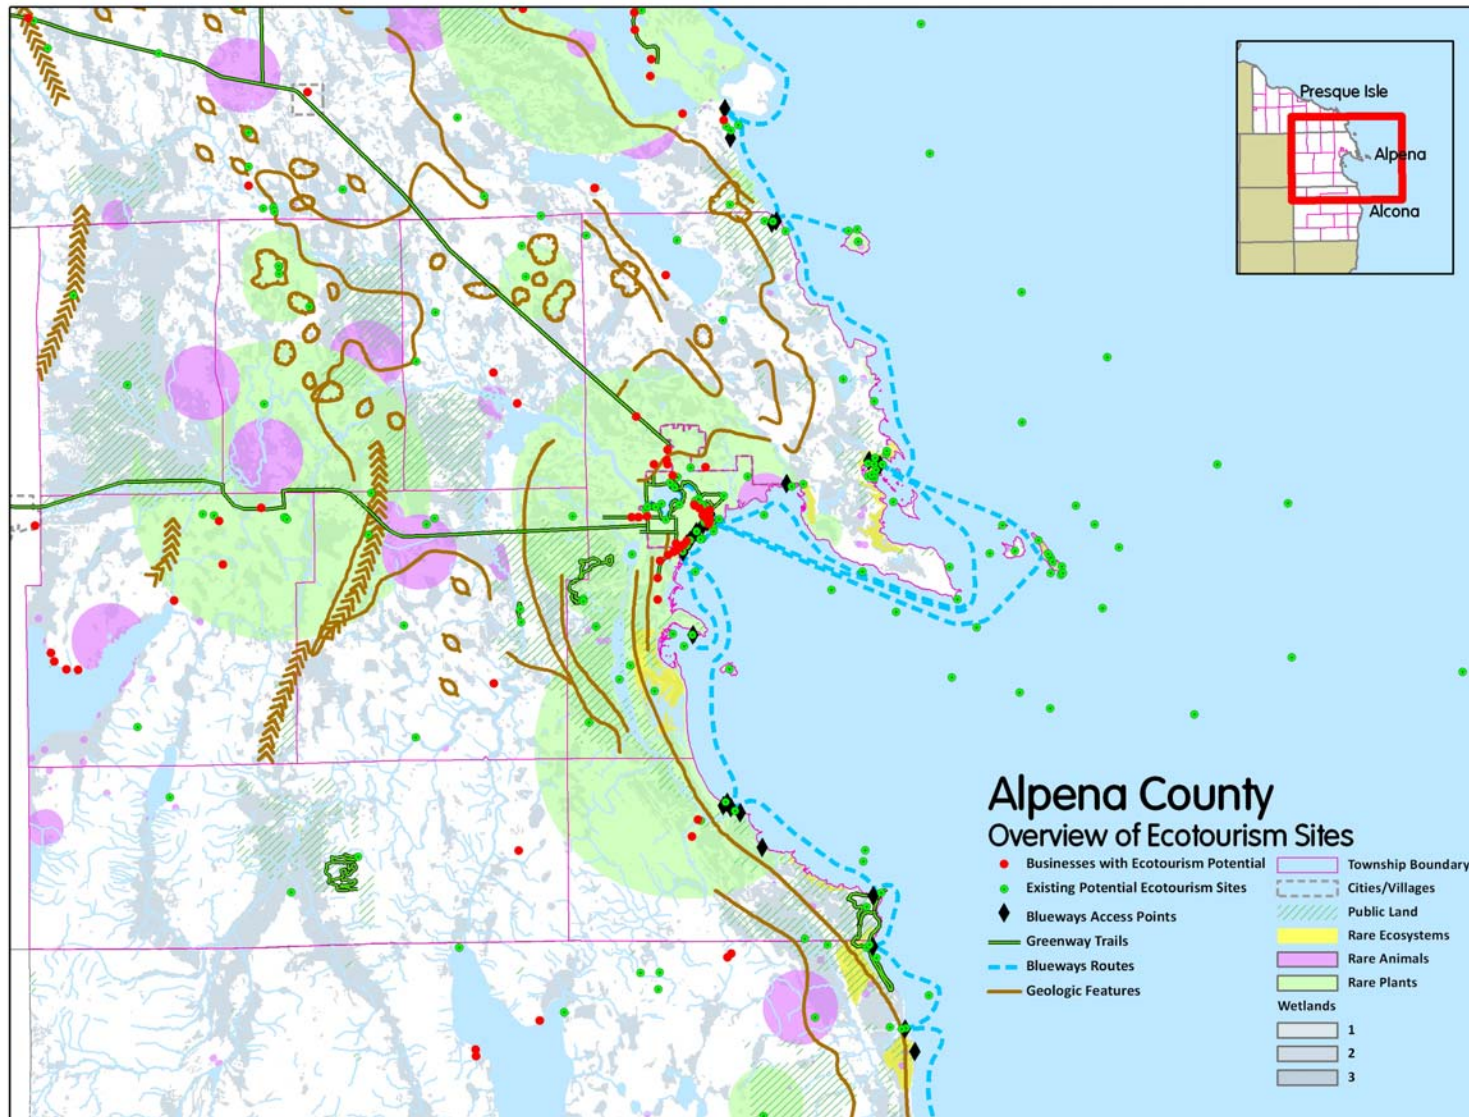 Presque Isle
Alpena
Alcona
Alpena County
Overview of Ecotourism Sites
Businesses with Ecotourism Potential
Existing Potential Ecotourism Sites
Blueways Access Points
Greenway Trails
Blueways Routes
Geologic Features
Township Boundary
Cities/Villages
Public Land
Rare Ecosystems
Rare Animals
Rare Plants
Wetlands
1
2
3